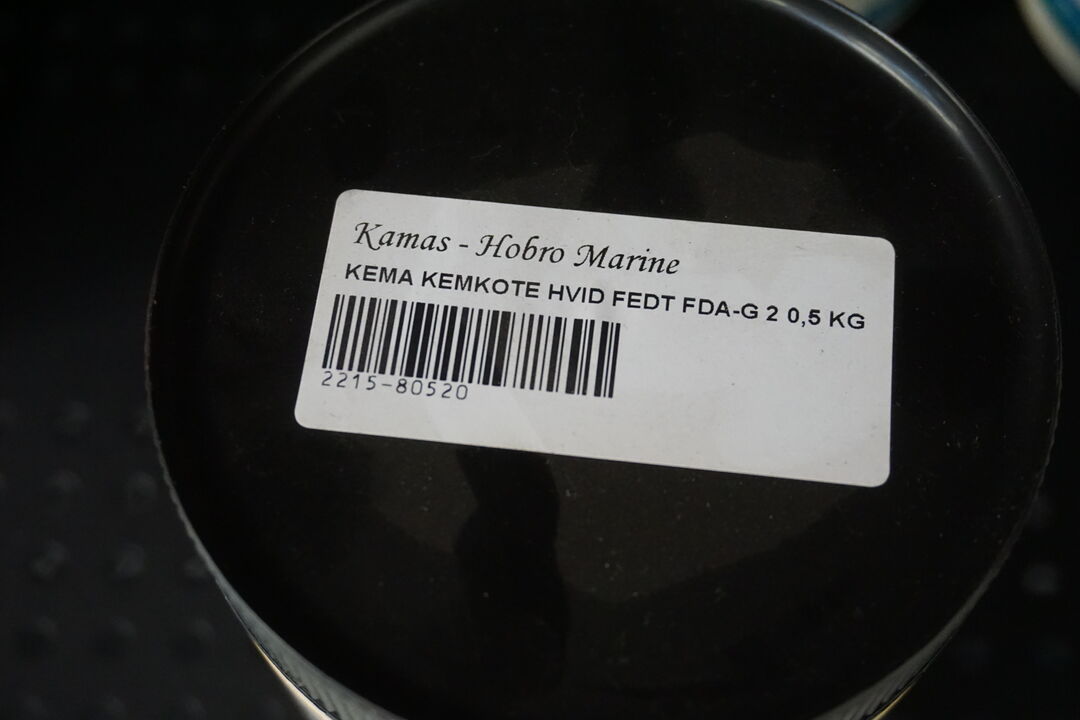 Kamas - Hobro Marine
KEMA KEMKOTE HVID FEDT FDA-G 2 0,5 KG
2215-80520